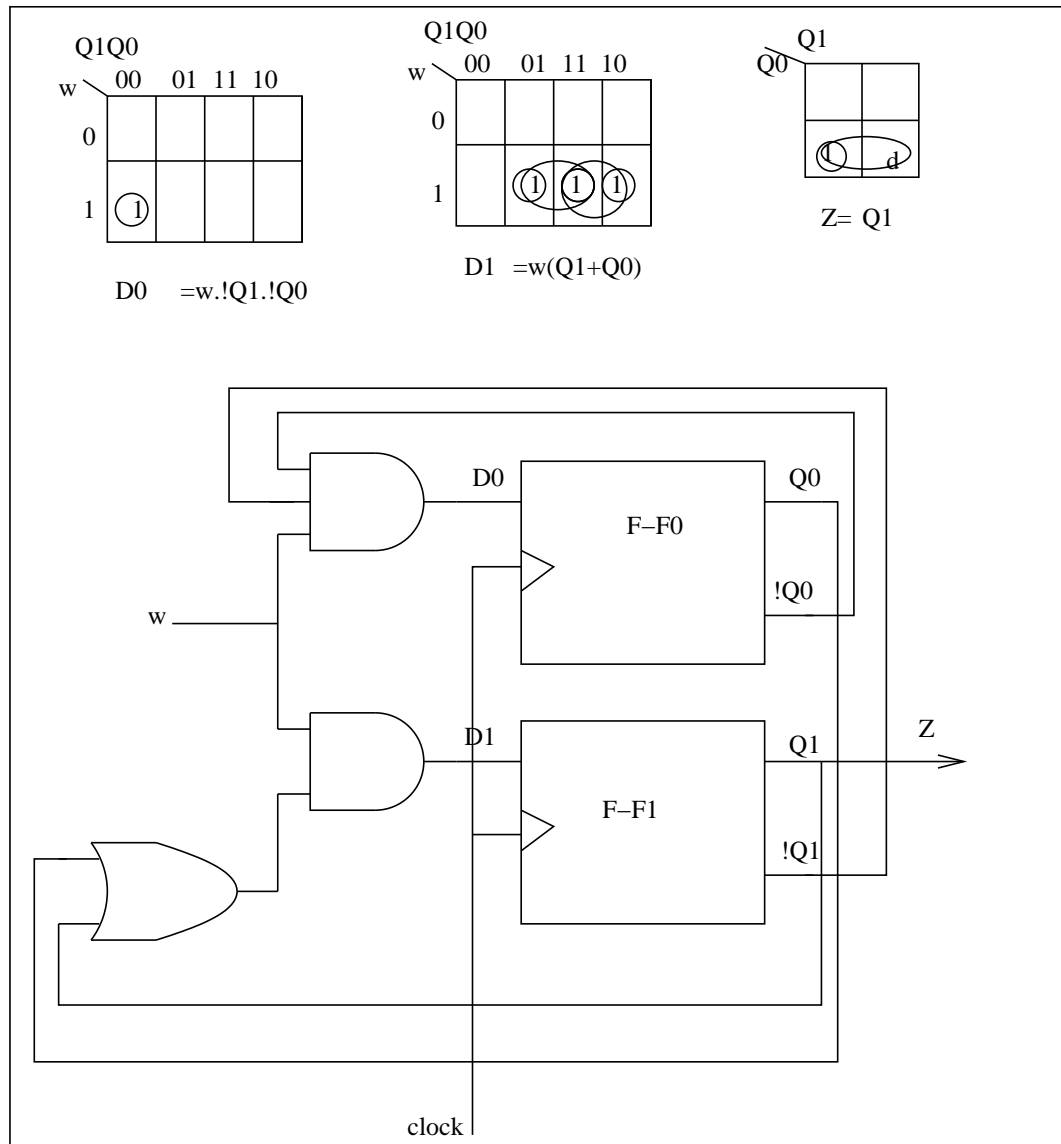 Q1Q0
w 00 01 11 10
0
1 1
D0 =w.!Q1.!Q0
Q1Q0
w 00 01 11 10
0
1 1 1 1
D1 =w(Q1+Q0)
Q1
Q0
1 d
Z= Q1
D0
F–F0
Q0
!Q0
w
D1
F–F1
Q1
Z
!Q1
clock